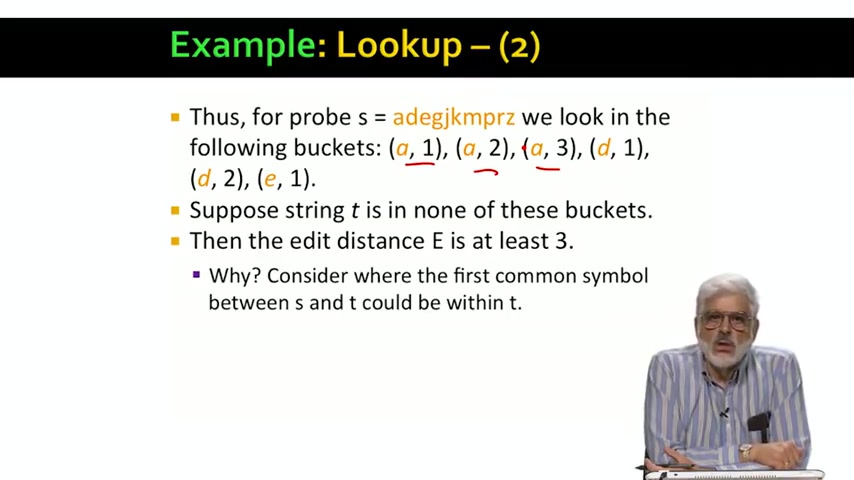 Example: Lookup – (2)
Thus, for probe s = adegjkmprz we look in the
following buckets: (a, 1), (a, 2), (a, 3), (d, 1),
(d, 2), (e, 1).
Suppose string t is in none of these buckets.
Then the edit distance E is at least 3.
Why? Consider where the first common symbol
between s and t could be within t.